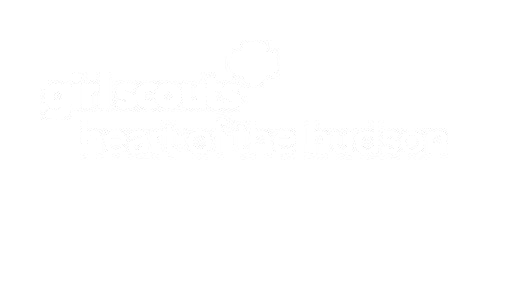 girl scouts
heart of the hudson